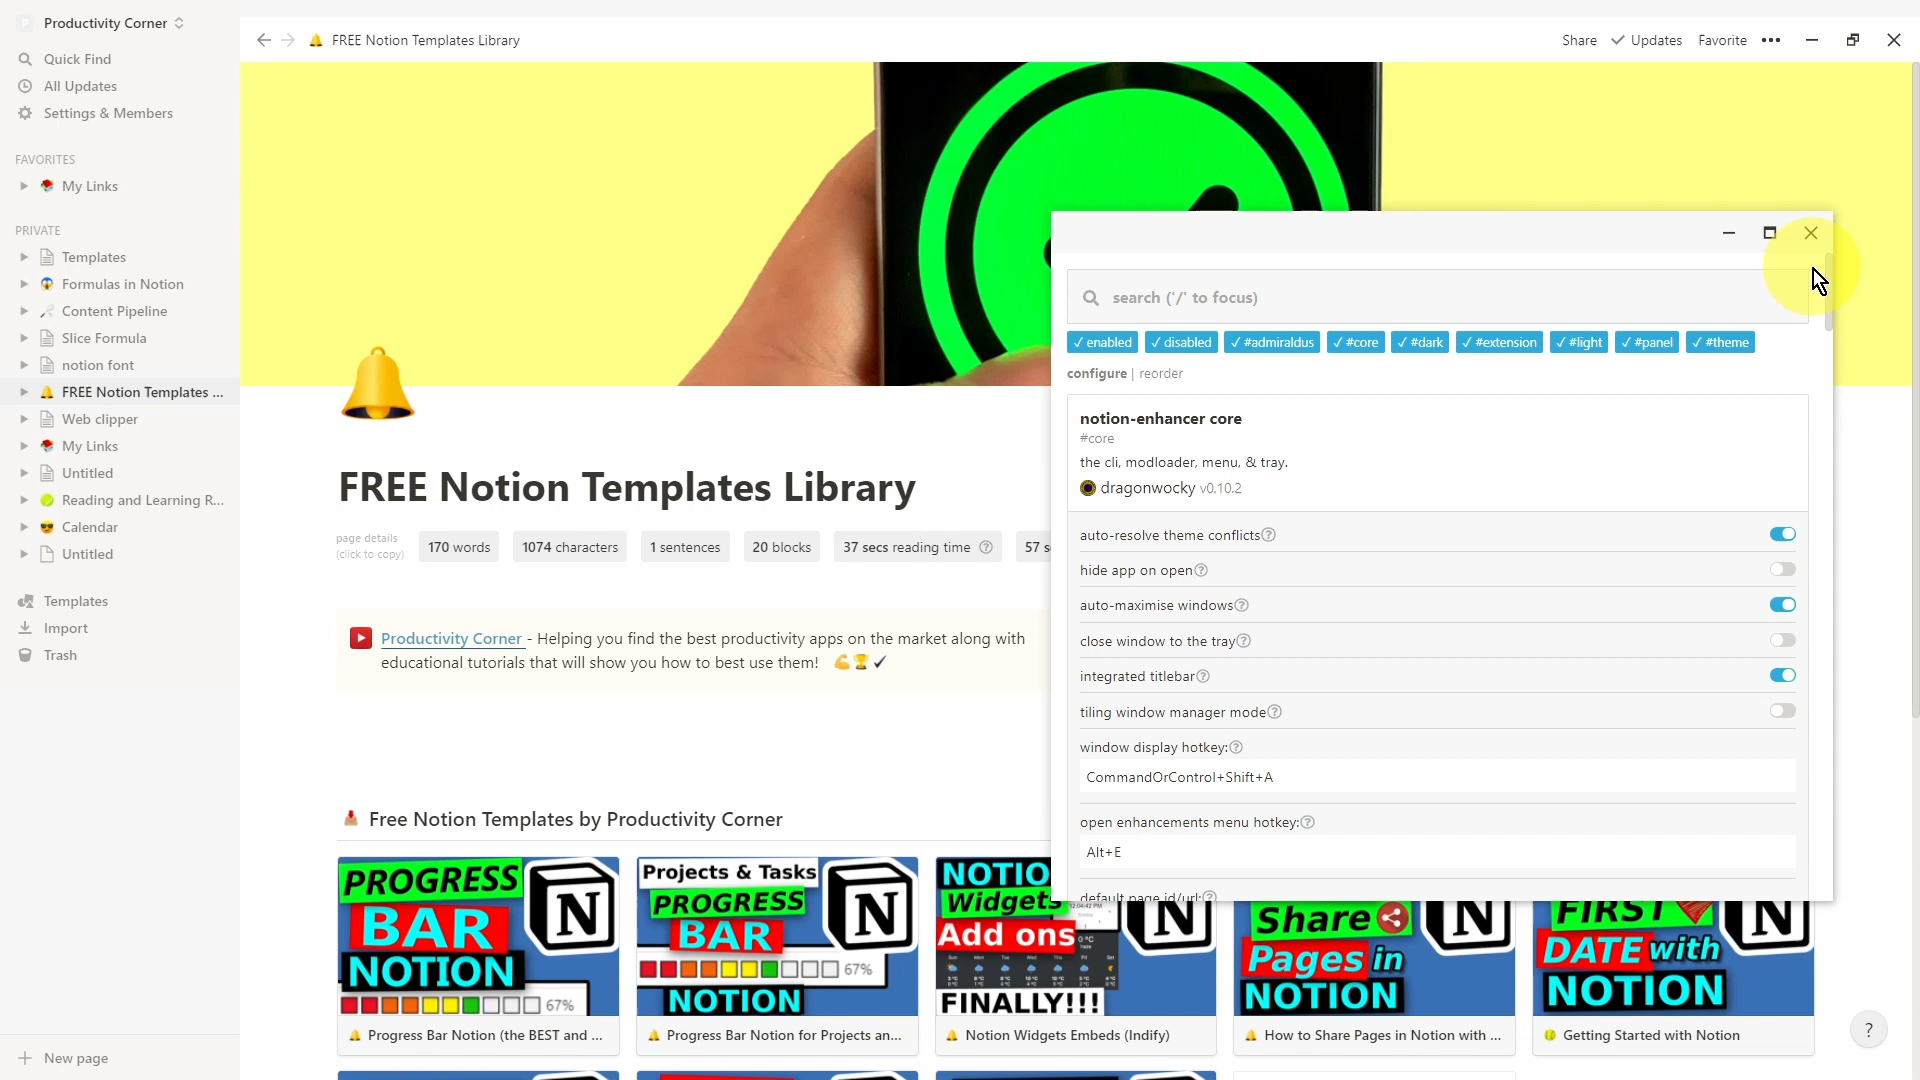 Productivity Corner
Quick Find
All Updates
Settings & Members
FAVORITES
My Links
PRIVATE
Templates
Formulas in Notion
Content Pipeline
Slice Formula
notion font
FREE Notion Templates ...
Web clipper
My Links
Untitled
Reading and Learning R...
Calendar
Untitled
Templates
Import
Trash
New page
FREE Notion Templates Library
Share Updates Favorite
FREE Notion Templates Library
page details
(click to copy)
170 words 1074 characters 1 sentences 20 blocks 37 secs reading time 57 s
Productivity Corner - Helping you find the best productivity apps on the market along with
educational tutorials that will show you how to best use them!
Free Notion Templates by Productivity Corner
PROGRESS
BAR
NOTION
67%
Progress Bar Notion (the BEST and ...
Projects & Tasks
PROGRESS
BAR
67%
NOTION
Progress Bar Notion for Projects an...
NOTIO
Widgets
Add ons
FINALLY!!!
Notion Widgets Embeds (Indify)
Share
Pages in
NOTION
How to Share Pages in Notion with ...
FIRST
DATE with
NOTION
Getting Started with Notion
search ('/' to focus)
✓ enabled ✓ disabled ✓ #admiraldus ✓ #core ✓ #dark ✓ #extension ✓ #light ✓ #panel ✓ #theme
configure | reorder
notion-enhancer core
#core
the cli, modloader, menu, & tray.
dragonwocky v0.10.2
auto-resolve theme conflicts
hide app on open
auto-maximise windows
close window to the tray
integrated titlebar
tiling window manager mode
window display hotkey:
CommandOrControl+Shift+A
open enhancements menu hotkey:
Alt+E
default page id/url:
?